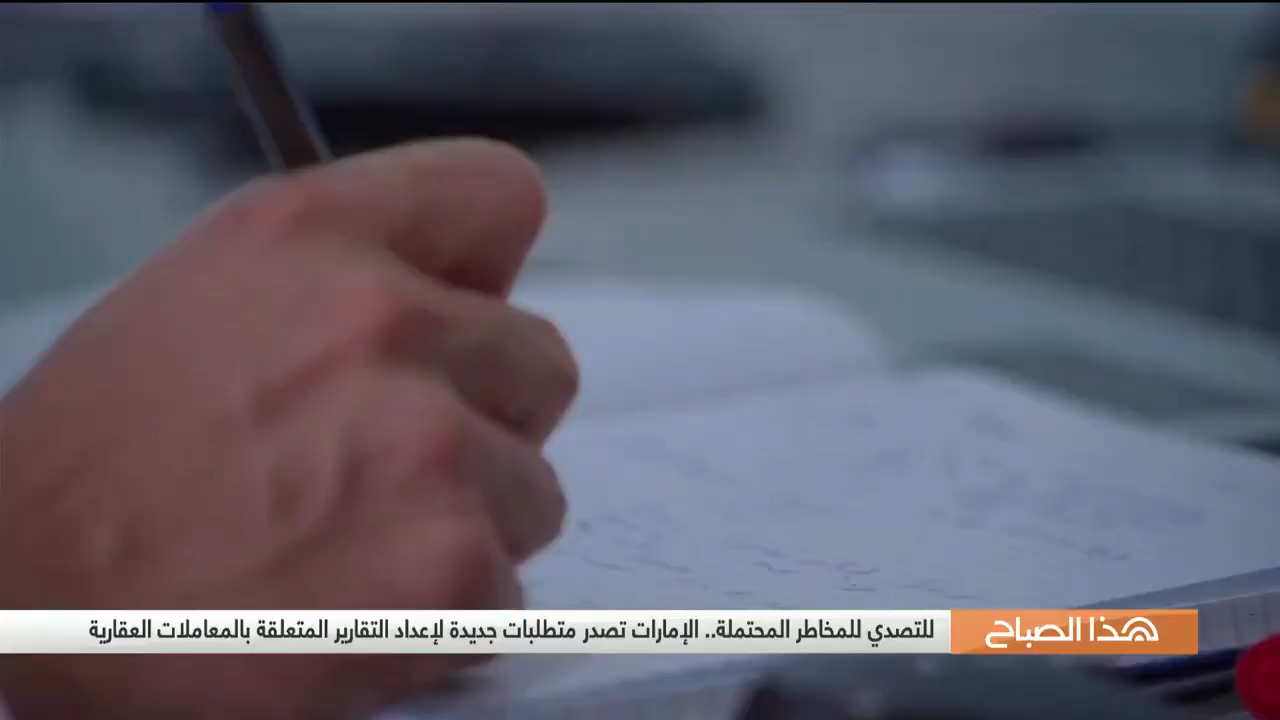 هذا الصباح
للتصدي للمخاطر المحتملة.. الإمارات تصدر متطلبات جديدة لإعداد التقارير المتعلقة بالمعاملات العقارية